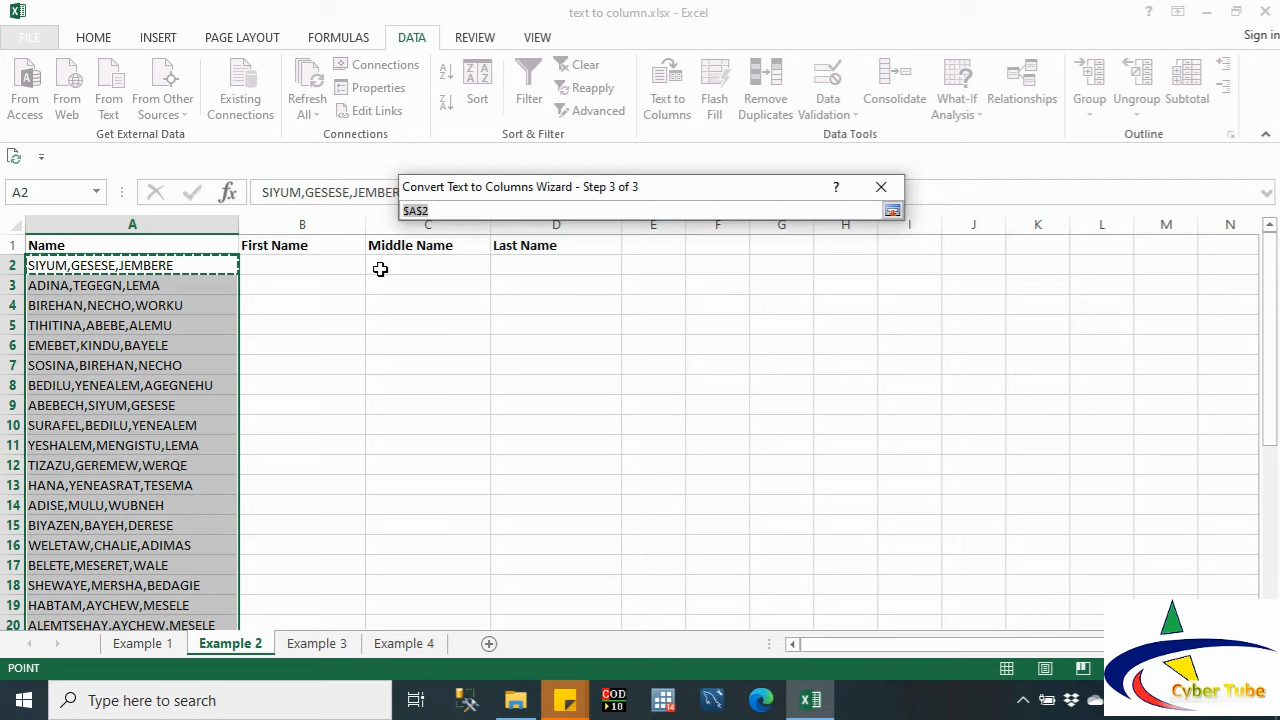 text to column.xlsx - Excel
?
Sign in
FILE HOME INSERT PAGE LAYOUT FORMULAS DATA REVIEW VIEW
From Access
From Web
From Text
From Other Sources
Existing Connections
Get External Data
Refresh All
Connections
Properties
Edit Links
Connections
Sort
Filter
Clear
Reapply
Advanced
Sort & Filter
Text to Columns
Flash Fill
Remove Duplicates
Data Validation
Consolidate
What-If Analysis
Relationships
Data Tools
Group
Ungroup
Subtotal
Outline
A2
SIYUM,GESESE,JEMBER
Convert Text to Columns Wizard - Step 3 of 3 ?
$A$2
A B C D E F G H I J K L M N
1 Name First Name Middle Name Last Name
2 SIYUM,GESESE,JEMBERE
3 ADINA,TEGEGN,LEMA
4 BIREHAN,NECHO,WORKU
5 TIHITINA,ABEBE,ALEMU
6 EMEBET,KINDU,BAYELE
7 SOSINA,BIREHAN,NECHO
8 BEDILU,YENEALEM,AGEGNEHU
9 ABEBECH,SIYUM,GESESE
10 SURAFEL,BEDILU,YENEALEM
11 YESHALEM,MENGISTU,LEMA
12 TIZAZU,GEREMEW,WERQE
13 HANA,YENEASRAT,TESEMA
14 ADISE,MULU,WUBNEH
15 BIYAZEN,BAYEH,DERESE
16 WELETAW,CHALIE,ADIMAS
17 BELETE,MESERET,WALE
18 SHEWAYE,MERSHA,BEDAGIE
19 HABTAM,AYCHEW,MESELE
20 ALEMTSEHAY,AYCHEW,MESELE
Example 1 Example 2 Example 3 Example 4
POINT
Cyber Tube
Type here to search
COD
10